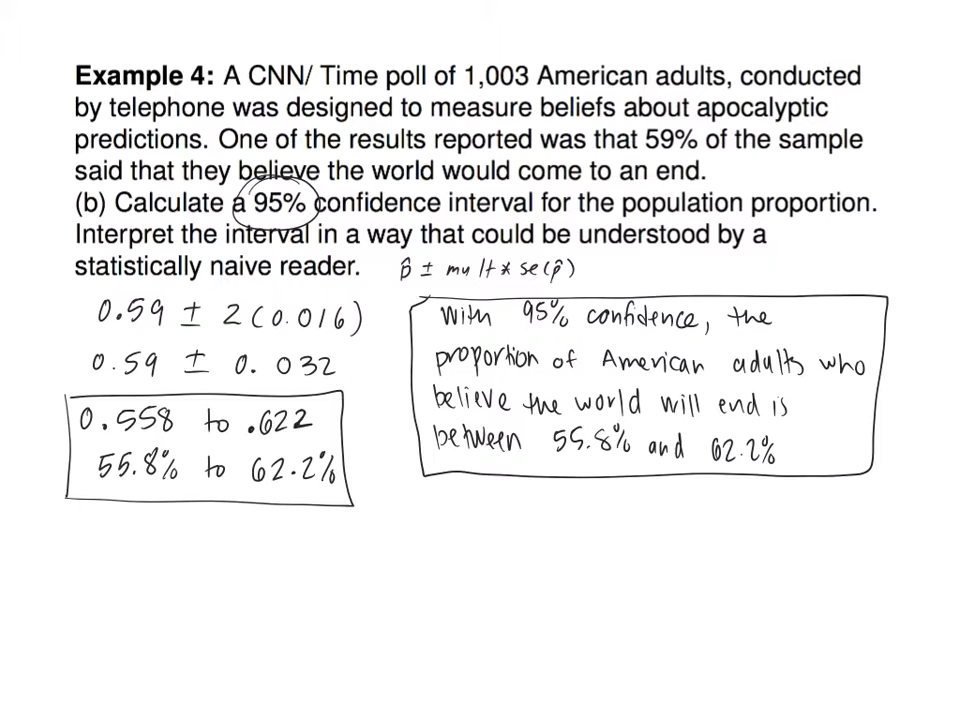 Example 4: A CNN/ Time poll of 1,003 American adults, conducted
by telephone was designed to measure beliefs about apocalyptic
predictions. One of the results reported was that 59% of the sample
said that they believe the world would come to an end.
(b) Calculate a 95% confidence interval for the population proportion.
Interpret the interval in a way that could be understood by a
statistically naive reader. p̂ ± mult * se(p̂)
0.59 ± 2(0.016)
0.59 ± 0.032
0.558 to .622
55.8% to 62.2%
With 95% confidence, the
proportion of American adults who
believe the world will end is
between 55.8% and 62.2%